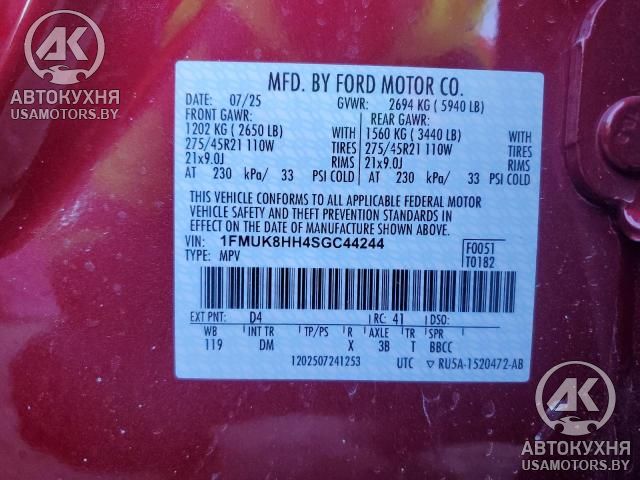 АК
АВТОКУХНЯ
USAMOTORS.BY
MFD. BY FORD MOTOR CO.
DATE: 07/25 GVWR: 2694 KG ( 5940 LB)
FRONT GAWR: REAR GAWR:
1202 KG ( 2650 LB) WITH 1560 KG ( 3440 LB) WITH
275/45R21 110W TIRES 275/45R21 110W TIRES
21x9.0J RIMS 21x9.0J RIMS
AT 230 kPa/ 33 PSI COLD AT 230 kPa/ 33 PSI COLD
THIS VEHICLE CONFORMS TO ALL APPLICABLE FEDERAL MOTOR
VEHICLE SAFETY AND THEFT PREVENTION STANDARDS IN
EFFECT ON THE DATE OF MANUFACTURE SHOWN ABOVE.
VIN: 1FMUK8HH4SGC44244 F0051
TYPE: MPV T0182
EXT PNT: D4 RC: 41 DSO:
WB INT TR TP/PS R AXLE TR SPR
119 DM X 3B T BBCC
1202507241253 UTC ▽ RU5A-1520472-AB
АК
АВТОКУХНЯ
USAMOTORS.BY